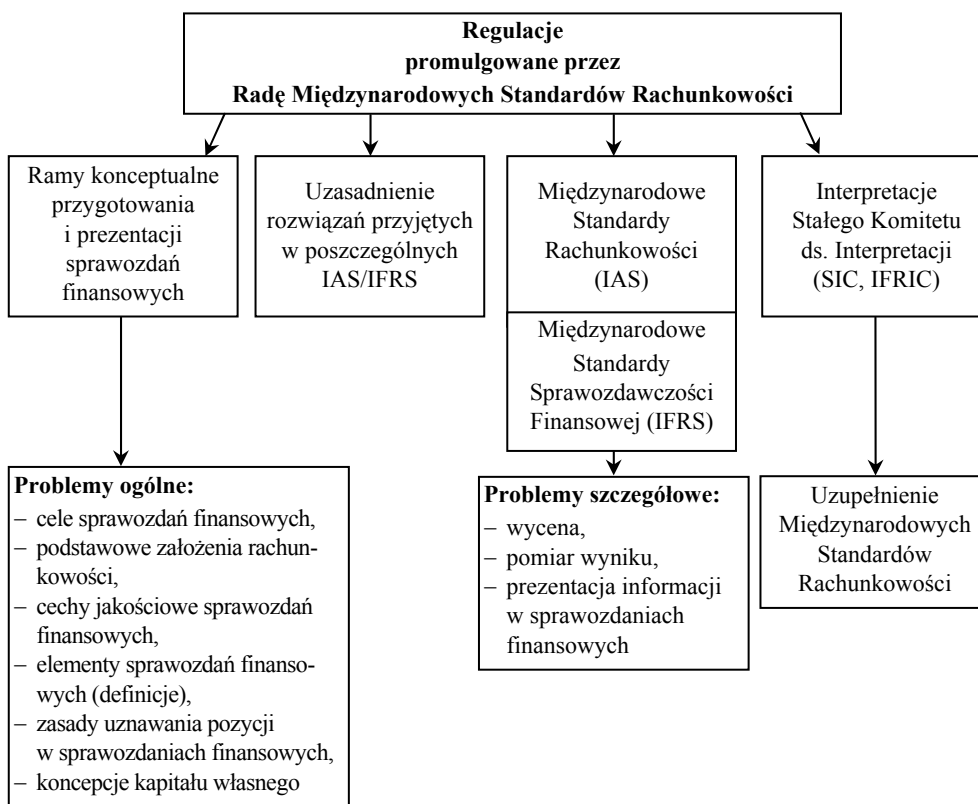 Regulacje
promulgowane przez
Radę Międzynarodowych Standardów Rachunkowości
Ramy konceptualne
przygotowania
i prezentacji
sprawozdań
finansowych
Uzasadnienie
rozwiązań przyjętych
w poszczególnych
IAS/IFRS
Międzynarodowe
Standardy
Rachunkowości
(IAS)
Międzynarodowe
Standardy
Sprawozdawczości
Finansowej (IFRS)
Interpretacje
Stałego Komitetu
ds. Interpretacji
(SIC, IFRIC)
Problemy ogólne:
– cele sprawozdań finansowych,
– podstawowe założenia rachun-
kowości,
– cechy jakościowe sprawozdań
finansowych,
– elementy sprawozdań finanso-
wych (definicje),
– zasady uznawania pozycji
w sprawozdaniach finansowych,
– koncepcje kapitału własnego
Problemy szczegółowe:
– wycena,
– pomiar wyniku,
– prezentacja informacji
w sprawozdaniach
finansowych
Uzupełnienie
Międzynarodowych
Standardów
Rachunkowości